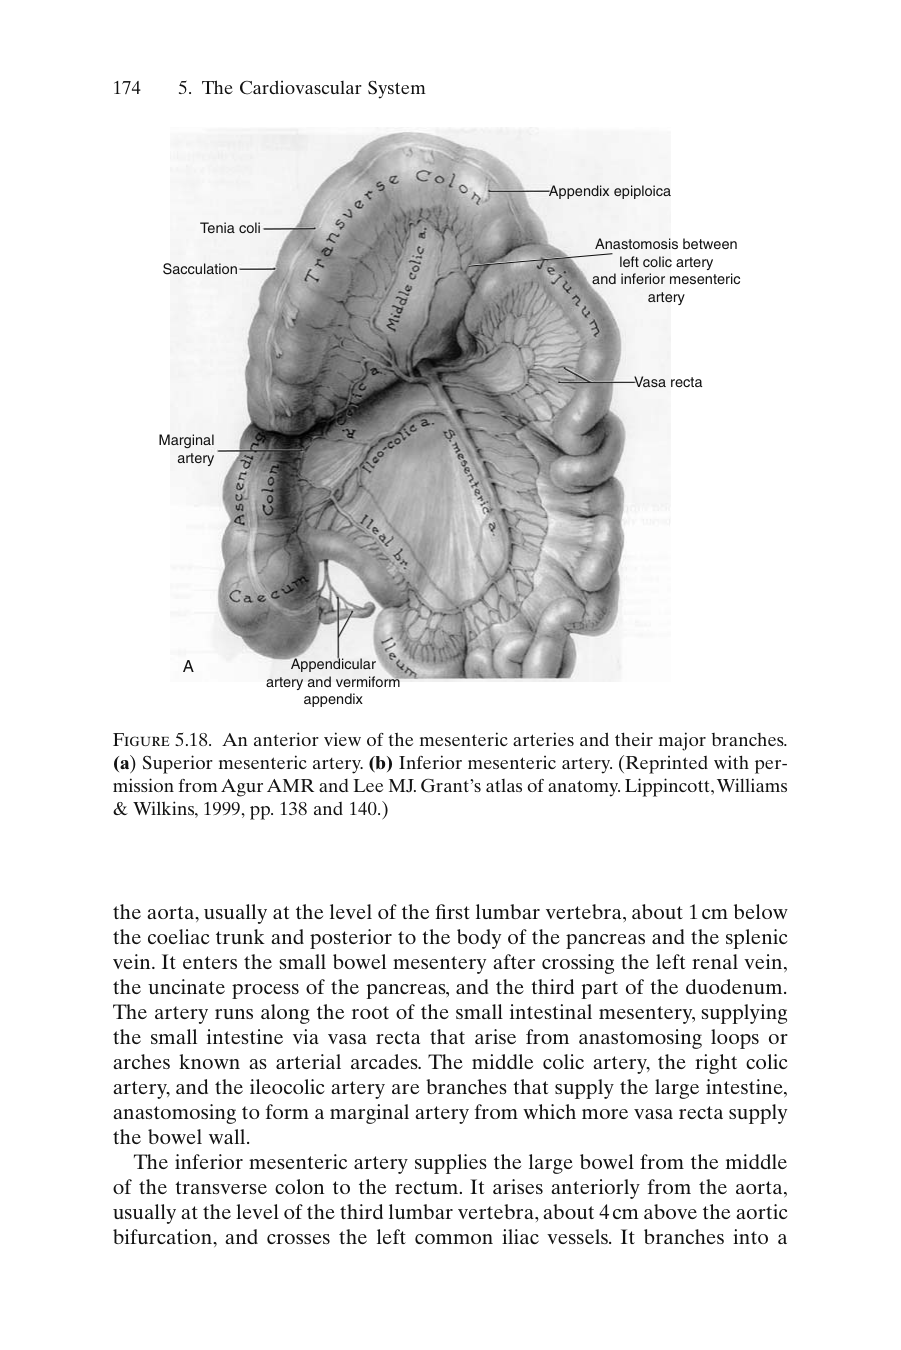 174 5. The Cardiovascular System
Transverse Colon
Appendix epiploica
Tenia coli
Anastomosis between
left colic artery
and inferior mesenteric
artery
Sacculation
Jejunum
Middle colic a.
Vasa recta
Marginal
artery
R. colic a.
Ileo-colic a.
S. mesenteric a.
Ascending
Colon
Ileal br.
Caecum
Ileum
A
Appendicular
artery and vermiform
appendix
FIGURE 5.18. An anterior view of the mesenteric arteries and their major branches.
(a) Superior mesenteric artery. (b) Inferior mesenteric artery. (Reprinted with per-
mission from Agur AMR and Lee MJ. Grant’s atlas of anatomy. Lippincott, Williams
& Wilkins, 1999, pp. 138 and 140.)
the aorta, usually at the level of the first lumbar vertebra, about 1 cm below
the coeliac trunk and posterior to the body of the pancreas and the splenic
vein. It enters the small bowel mesentery after crossing the left renal vein,
the uncinate process of the pancreas, and the third part of the duodenum.
The artery runs along the root of the small intestinal mesentery, supplying
the small intestine via vasa recta that arise from anastomosing loops or
arches known as arterial arcades. The middle colic artery, the right colic
artery, and the ileocolic artery are branches that supply the large intestine,
anastomosing to form a marginal artery from which more vasa recta supply
the bowel wall.
The inferior mesenteric artery supplies the large bowel from the middle
of the transverse colon to the rectum. It arises anteriorly from the aorta,
usually at the level of the third lumbar vertebra, about 4 cm above the aortic
bifurcation, and crosses the left common iliac vessels. It branches into a